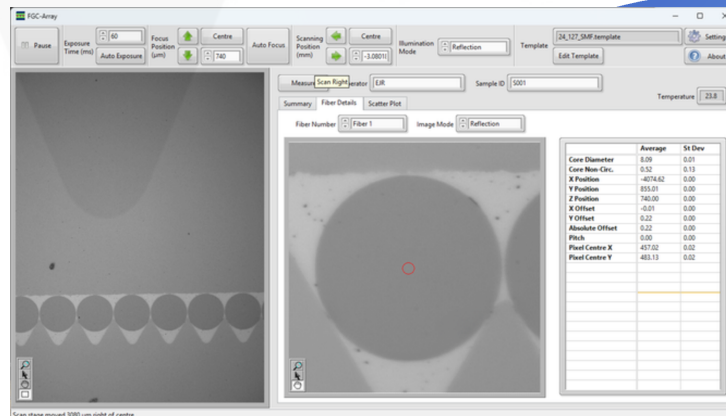 FGC-Array
Pause
Exposure Time (ms)
60
Auto Exposure
Focus Position (µm)
Centre
740
Auto Focus
Scanning Position (mm)
Centre
-3.0801
Illumination Mode
Reflection
Template
24_127_SMF.template
Edit Template
Setting
About
Measure
Scan Right
erator
EJR
Sample ID
S001
Temperature
23.8
Summary
Fiber Details
Scatter Plot
Fiber Number
Fiber 1
Image Mode
Reflection
Average St Dev
Core Diameter 8.09 0.01
Core Non-Circ. 0.52 0.13
X Position -4074.62 0.00
Y Position 855.01 0.00
Z Position 740.00 0.00
X Offset -0.01 0.00
Y Offset 0.22 0.00
Absolute Offset 0.22 0.00
Pitch 0.00 0.00
Pixel Centre X 457.02 0.02
Pixel Centre Y 483.13 0.02
Scan stage moved 3080 um right of centre